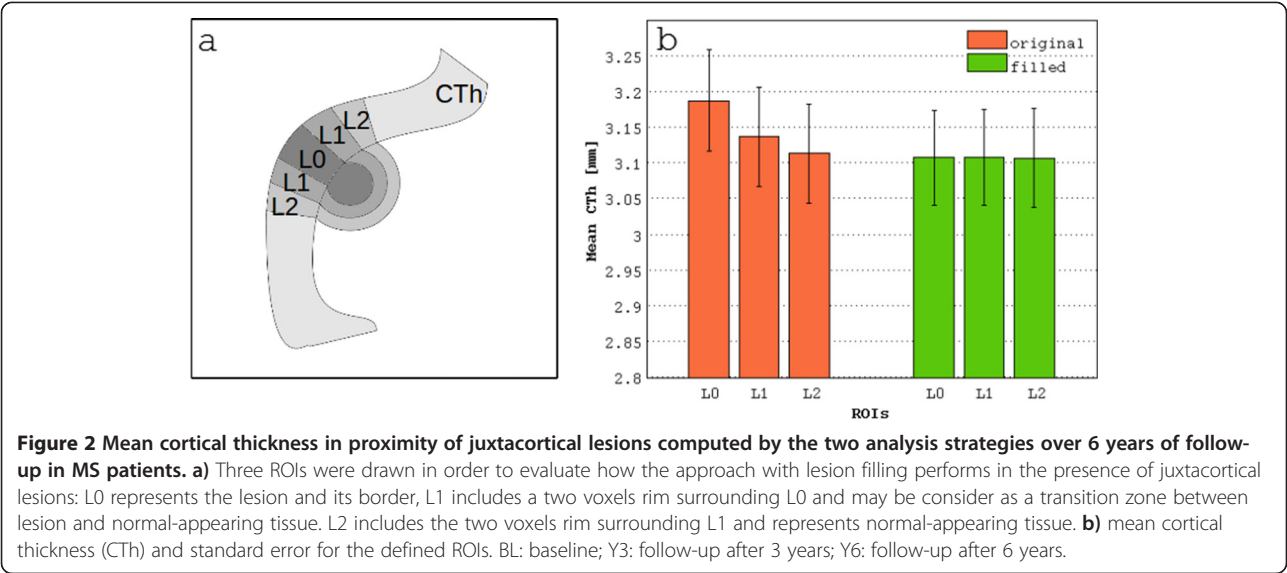 a
CTh
L2
L1
L0
L1
L2
b
original
filled
3.25
3.2
3.15
3.1
3.05
3
2.95
2.9
2.85
2.8
Mean CTh [mm]
L0 L1 L2 L0 L1 L2
ROIs
Figure 2 Mean cortical thickness in proximity of juxtacortical lesions computed by the two analysis strategies over 6 years of follow-
up in MS patients. a) Three ROIs were drawn in order to evaluate how the approach with lesion filling performs in the presence of juxtacortical
lesions: L0 represents the lesion and its border, L1 includes a two voxels rim surrounding L0 and may be consider as a transition zone between
lesion and normal-appearing tissue. L2 includes the two voxels rim surrounding L1 and represents normal-appearing tissue. b) mean cortical
thickness (CTh) and standard error for the defined ROIs. BL: baseline; Y3: follow-up after 3 years; Y6: follow-up after 6 years.